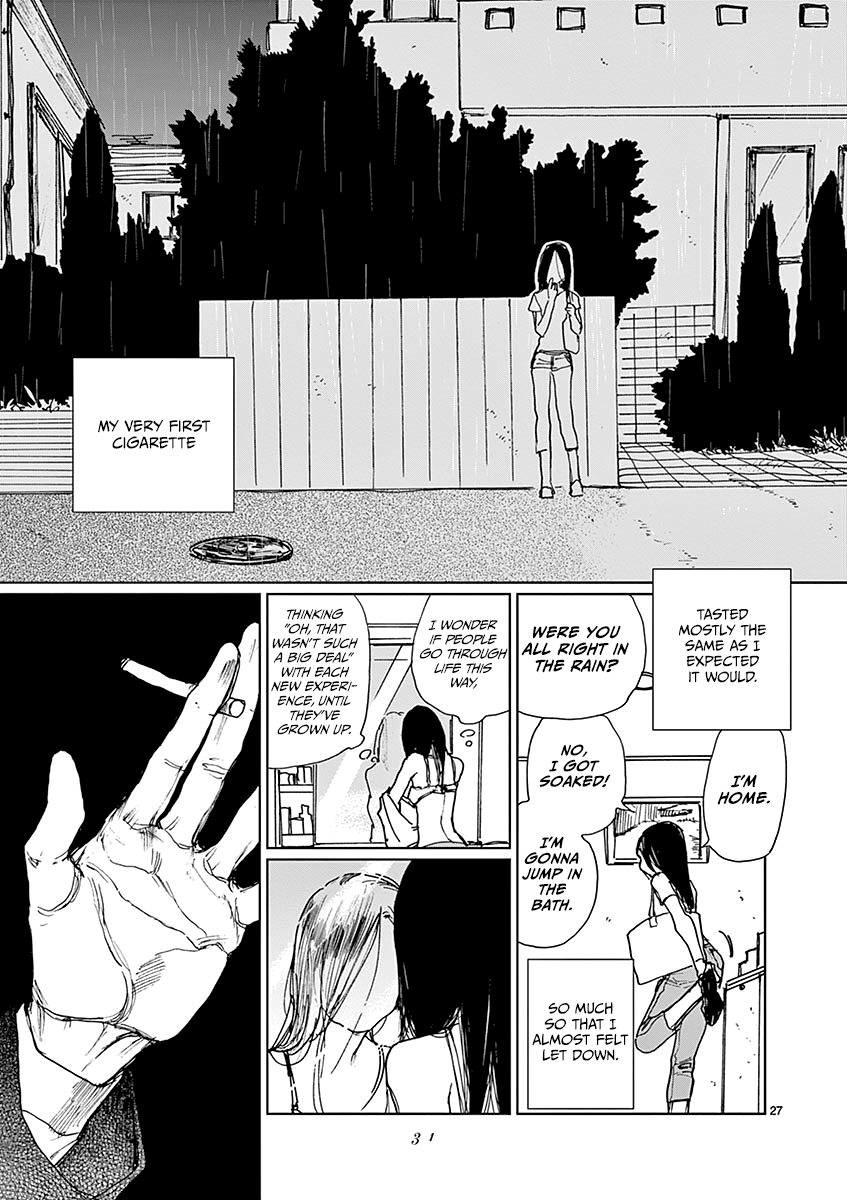 MY VERY FIRST
CIGARETTE
TASTED
MOSTLY THE
SAME AS I
EXPECTED
IT WOULD.
I'M
HOME.
WERE YOU
ALL RIGHT IN
THE RAIN?
NO,
I GOT
SOAKED!
I'M
GONNA
JUMP IN
THE
BATH.
SO MUCH
SO THAT I
ALMOST FELT
LET DOWN.
I WONDER
IF PEOPLE
GO THROUGH
LIFE THIS
WAY,
THINKING
"OH, THAT
WASN'T SUCH
A BIG DEAL"
WITH EACH
NEW EXPERI-
ENCE, UNTIL
THEY'VE
GROWN UP.
27
31